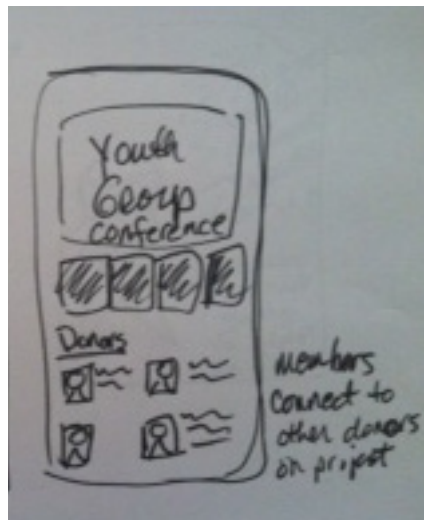 Youth
Group
Conference
Donors
members
connect to
other donors
on project